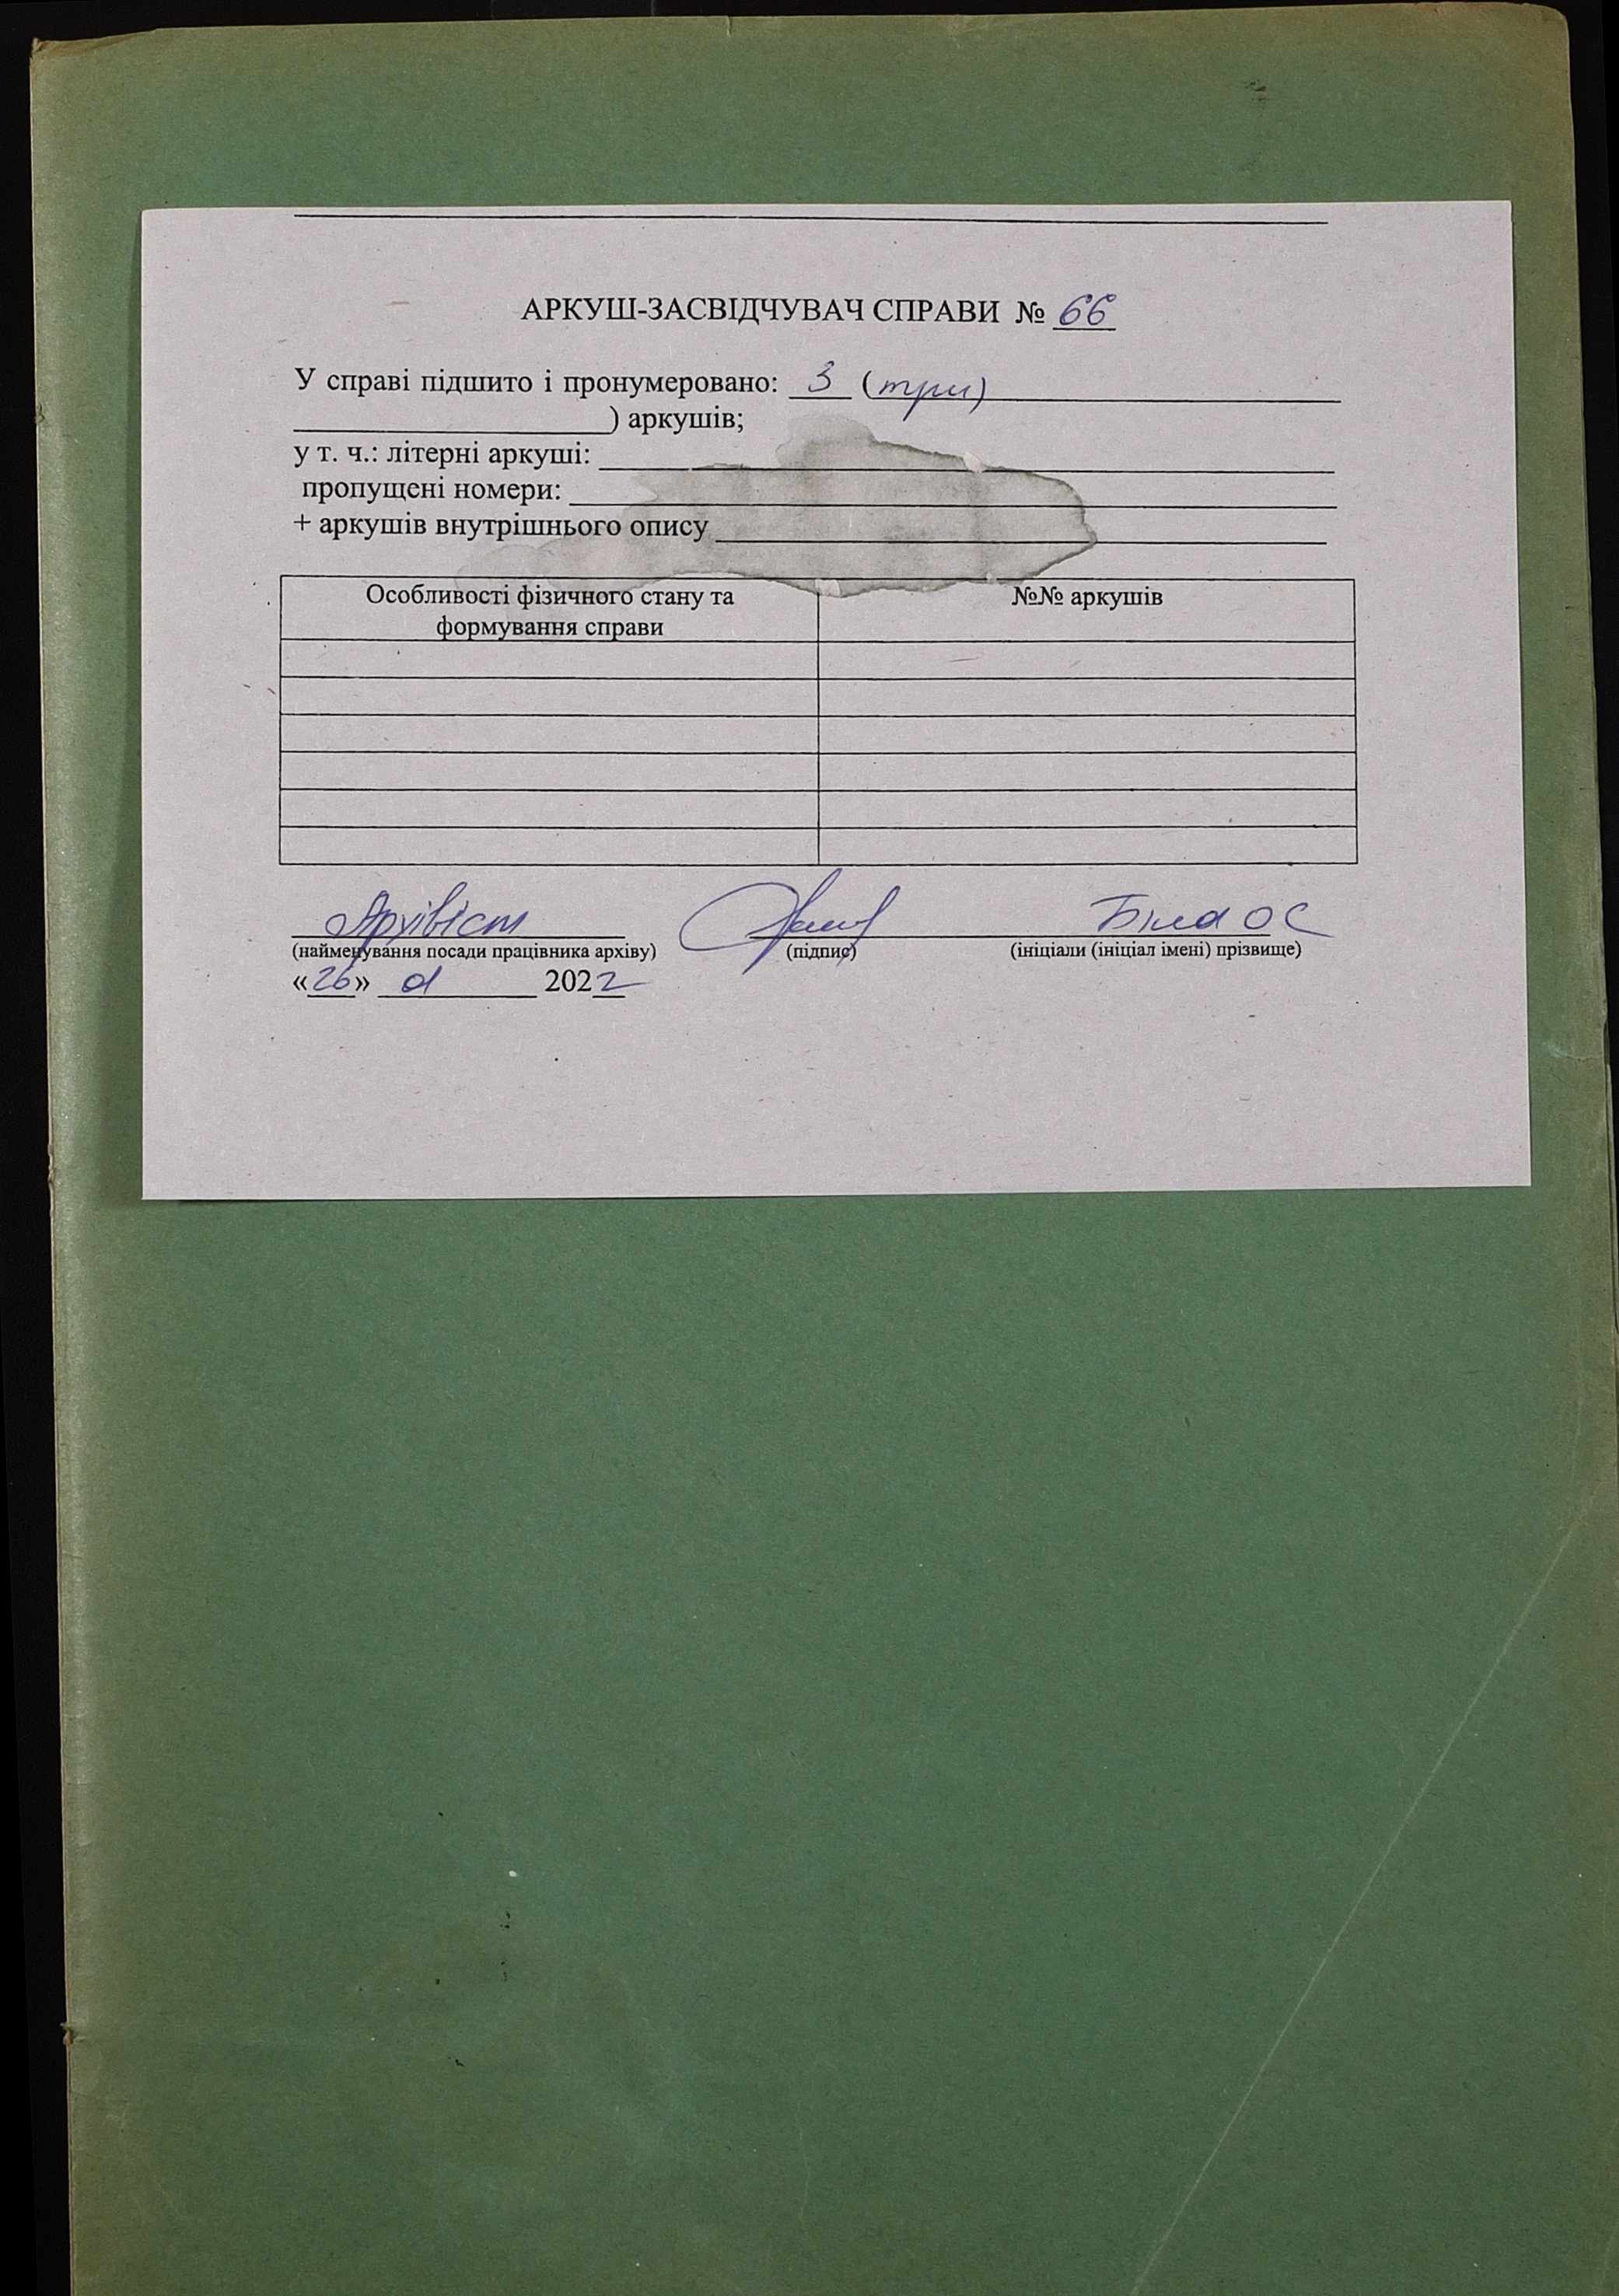 АРКУШ-ЗАСВІДЧУВАЧ СПРАВИ № 66
У справі підшито і пронумеровано: 3 (три)
) аркушів;
у т. ч.: літерні аркуші:
пропущені номери:
+ аркушів внутрішнього опису
Особливості фізичного стану та формування справи №№ аркушів
Архівіст Біла ОС
(найменування посади працівника архіву) (підпис) (ініціали (ініціал імені) прізвище)
«26» 2022